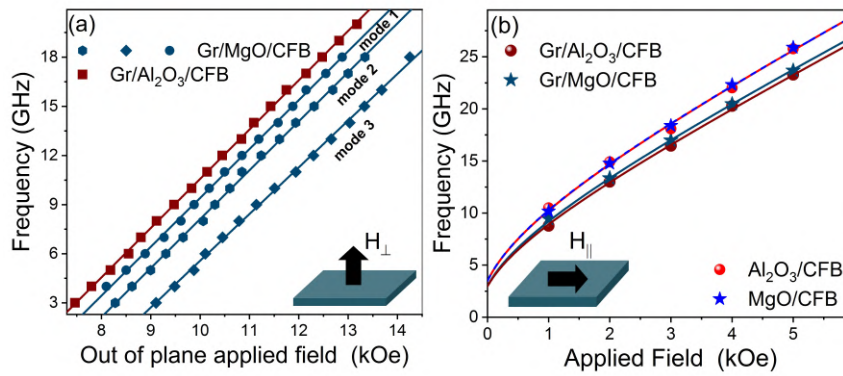 (a)
Gr/MgO/CFB
Gr/Al₂O₃/CFB
mode 1
mode 2
mode 3
H⊥
Frequency (GHz)
18
15
12
9
6
3
8 9 10 11 12 13 14
Out of plane applied field (kOe)
(b)
Gr/Al₂O₃/CFB
Gr/MgO/CFB
H∥
Al₂O₃/CFB
MgO/CFB
Frequency (GHz)
25
20
15
10
5
0
0 1 2 3 4 5
Applied Field (kOe)